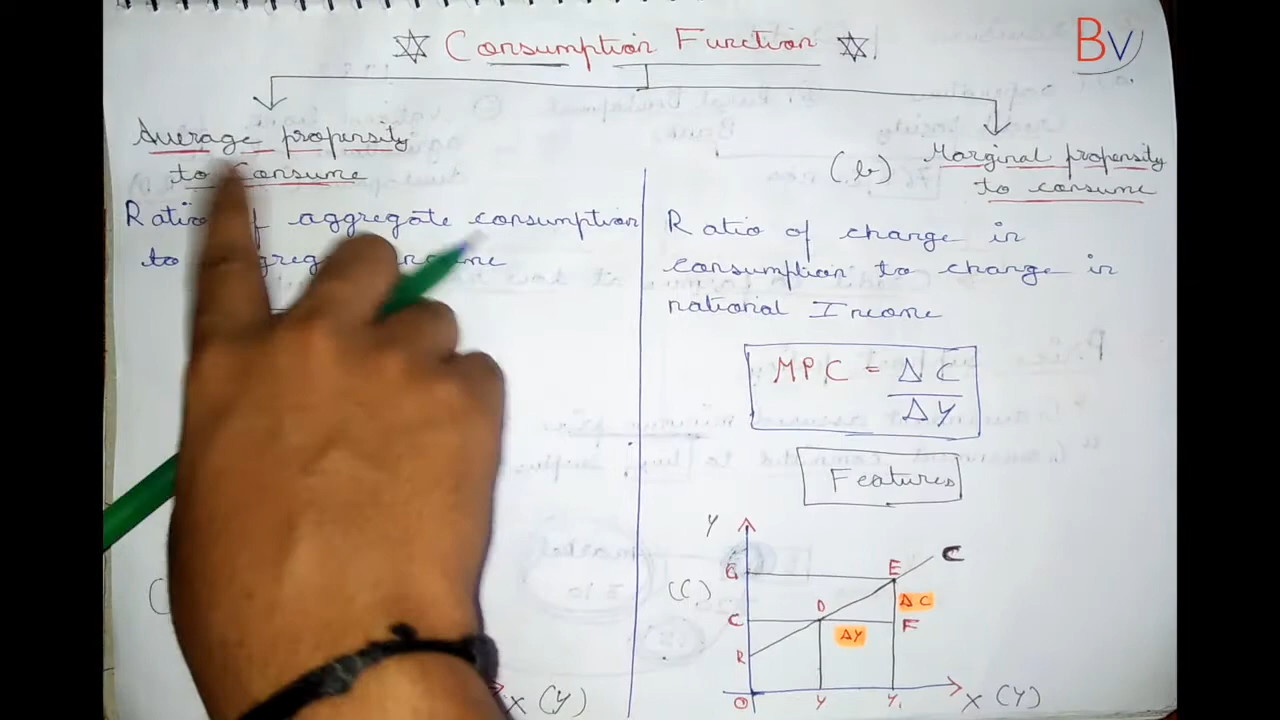 Consumption Function
BV
Average propensity
to Consume
Ratio of aggregate consumption
to
(b) Marginal propensity
to consume
Ratio of change in
consumption to change in
national Income
MPC = ΔC
ΔY
Features
Y
G
E
C
(C)
ΔC
C
D
F
ΔY
R
O
Y
Y1
X (Y)
X (Y)